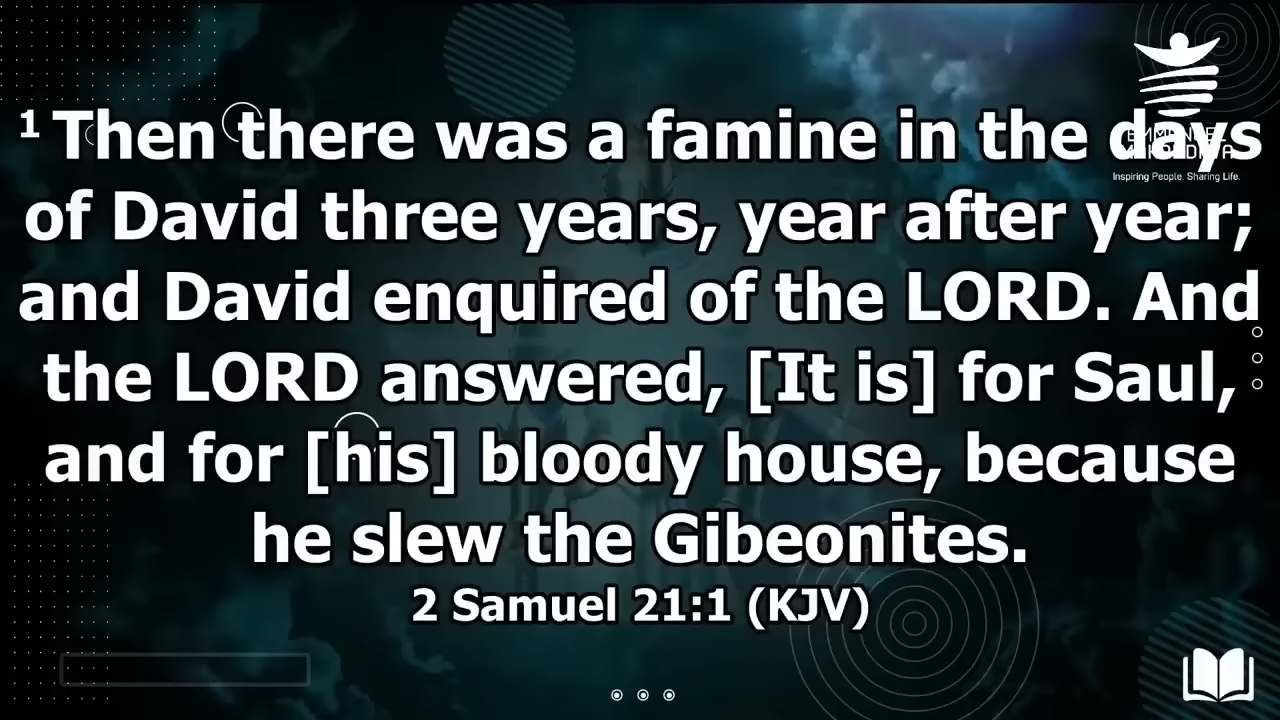 1 Then there was a famine in the days
of David three years, year after year;
and David enquired of the LORD. And
the LORD answered, [It is] for Saul,
and for [his] bloody house, because
he slew the Gibeonites.
2 Samuel 21:1 (KJV)
Inspiring People. Sharing Life.